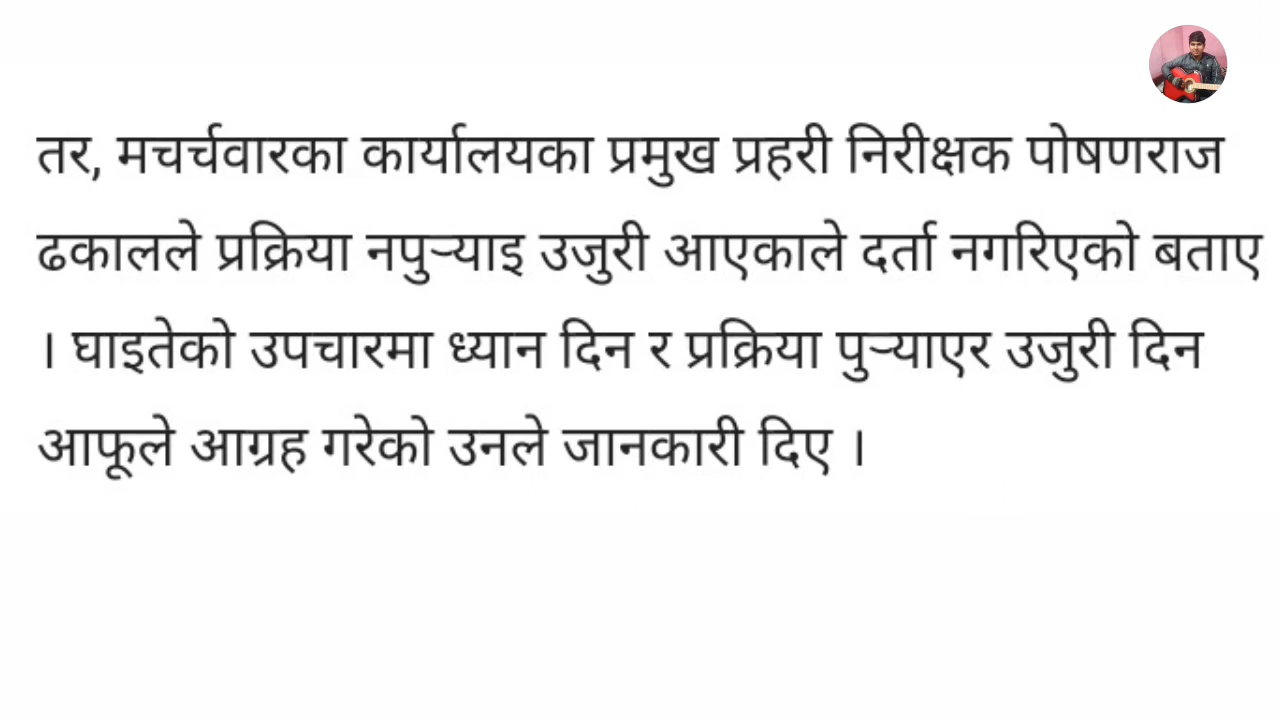 तर, मचर्चवारका कार्यालयका प्रमुख प्रहरी निरीक्षक पोषणराज
ढकालले प्रक्रिया नपुऱ्याइ उजुरी आएकाले दर्ता नगरिएको बताए
। घाइतेको उपचारमा ध्यान दिन र प्रक्रिया पुऱ्याएर उजुरी दिन
आफूले आग्रह गरेको उनले जानकारी दिए ।